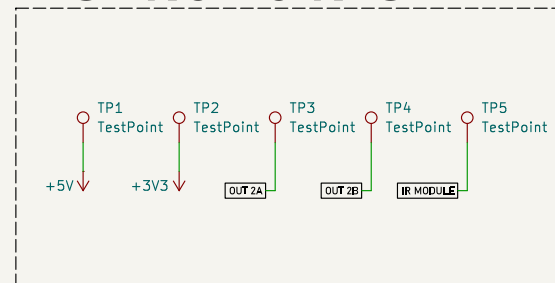 TP1
TestPoint
TP2
TestPoint
TP3
TestPoint
TP4
TestPoint
TP5
TestPoint
+5V
+3V3
OUT 2A
OUT 2B
IR MODULE